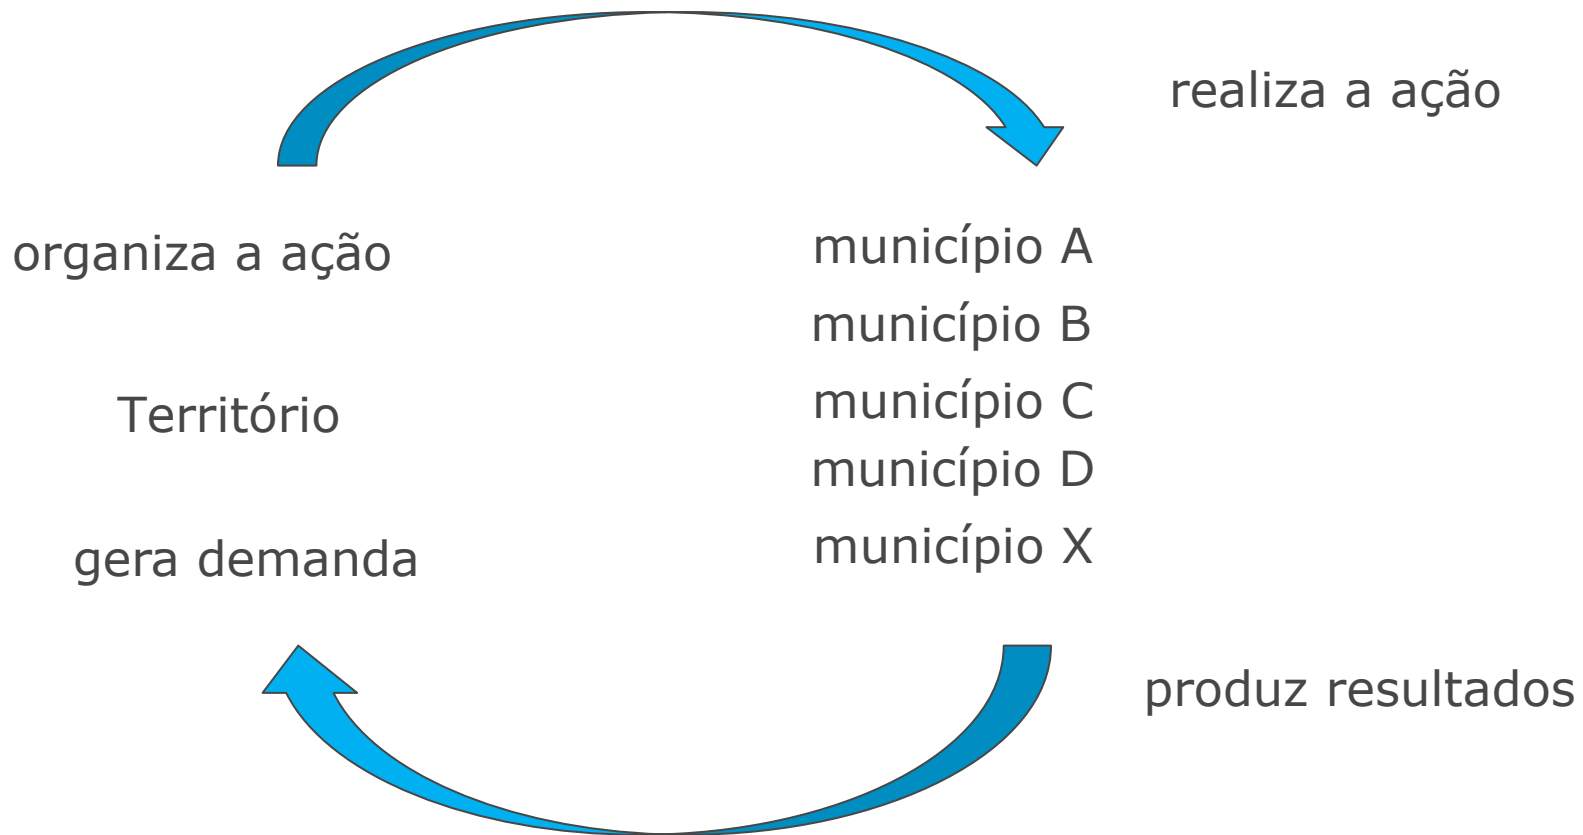 realiza a ação
organiza a ação
Território
gera demanda
município A
município B
município C
município D
município X
produz resultados